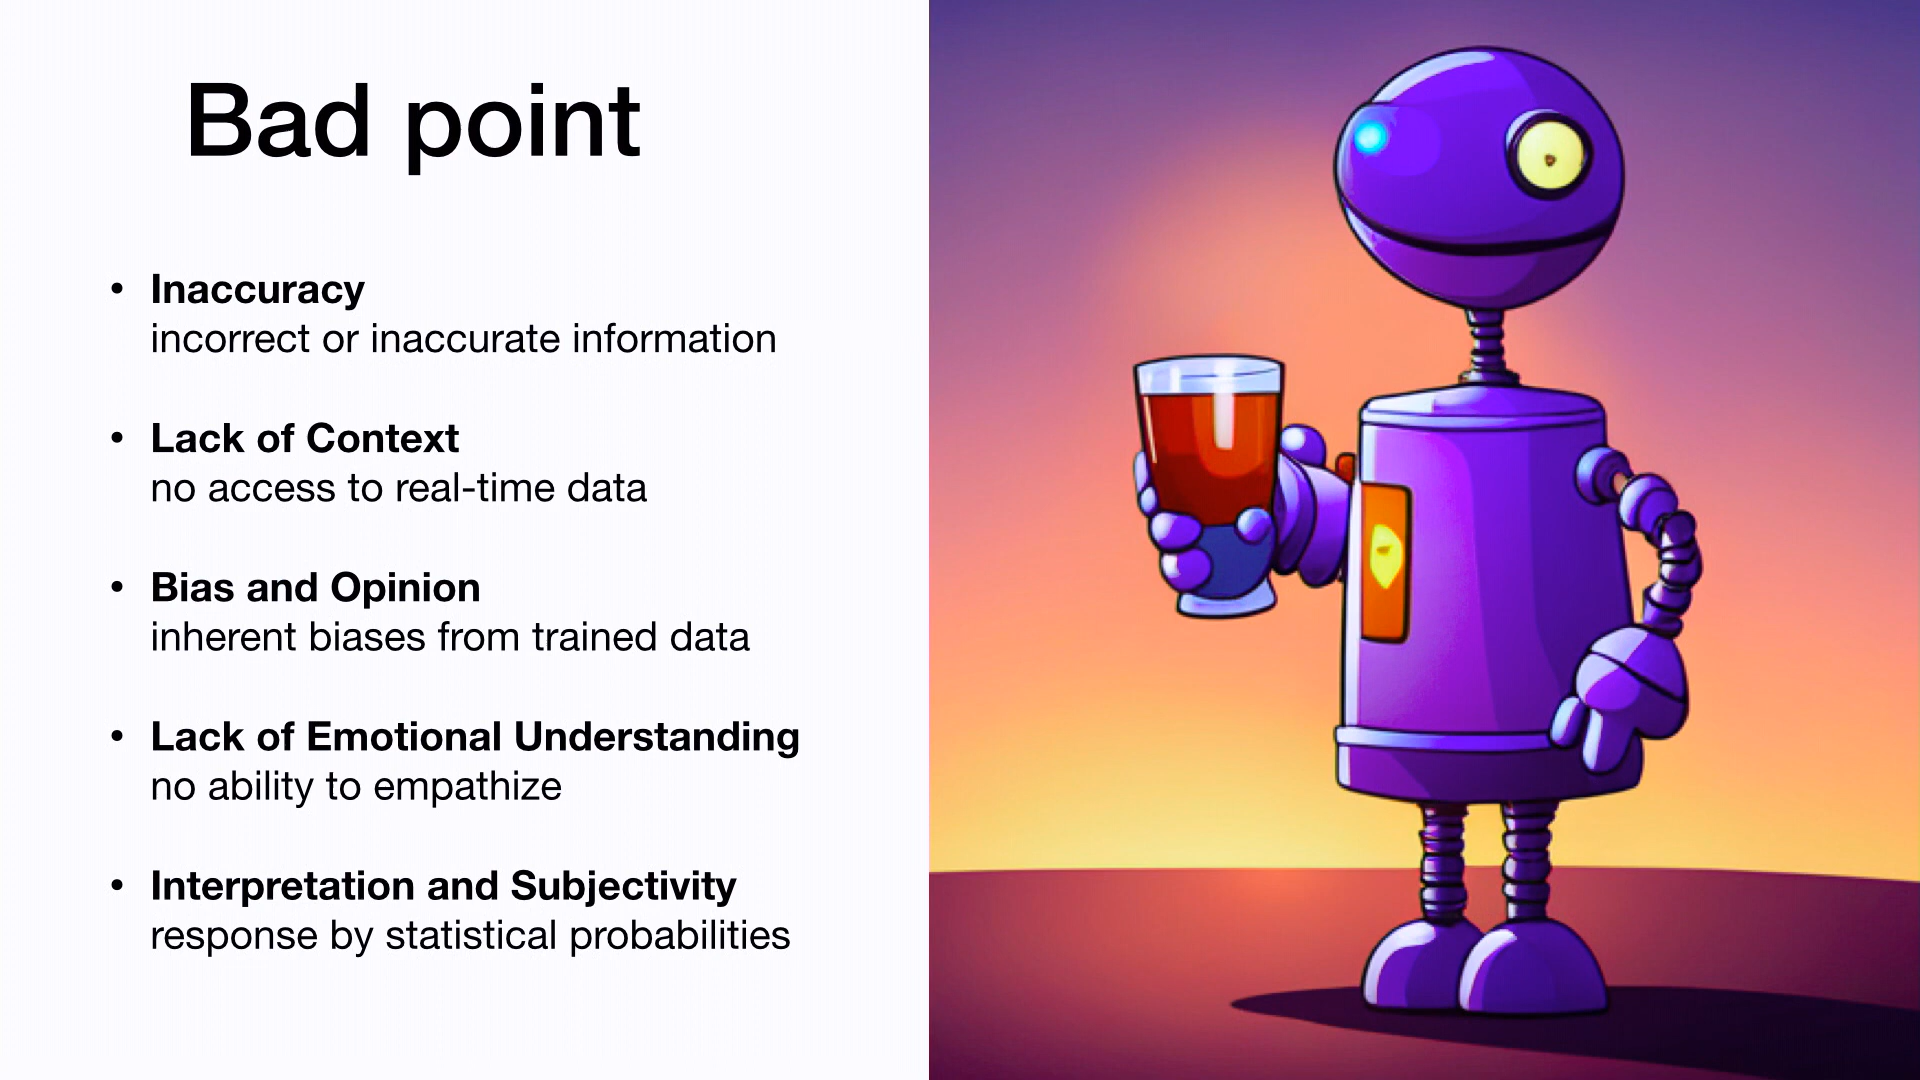 Bad point
• Inaccuracy
incorrect or inaccurate information
• Lack of Context
no access to real-time data
• Bias and Opinion
inherent biases from trained data
• Lack of Emotional Understanding
no ability to empathize
• Interpretation and Subjectivity
response by statistical probabilities